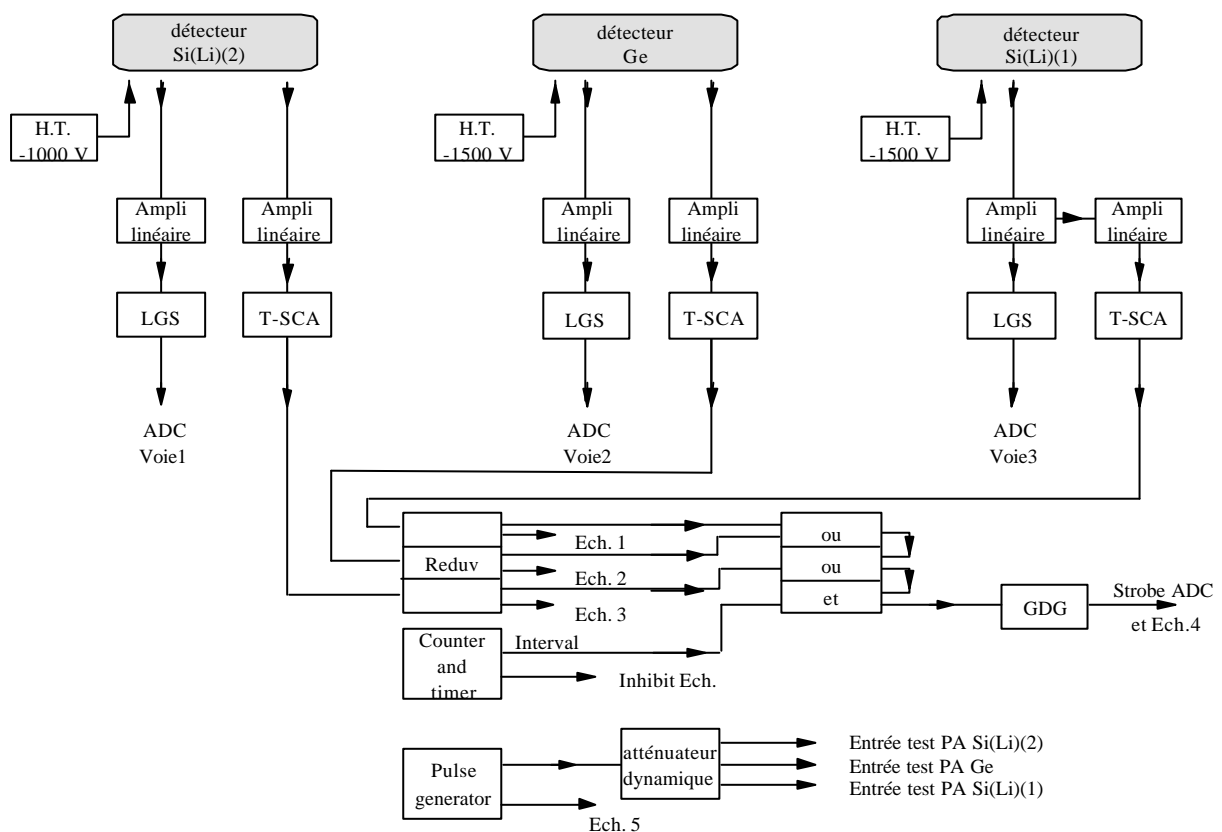 détecteur
Si(Li)(2)
détecteur
Ge
détecteur
Si(Li)(1)
H.T.
-1000 V
H.T.
-1500 V
H.T.
-1500 V
Ampli
linéaire
Ampli
linéaire
Ampli
linéaire
Ampli
linéaire
Ampli
linéaire
Ampli
linéaire
LGS
T-SCA
LGS
T-SCA
LGS
T-SCA
ADC
Voie1
ADC
Voie2
ADC
Voie3
Reduv
Ech. 1
Ech. 2
Ech. 3
ou
ou
et
GDG
Strobe ADC
et Ech.4
Counter
and
timer
Interval
Inhibit Ech.
Pulse
generator
atténuateur
dynamique
Entrée test PA Si(Li)(2)
Entrée test PA Ge
Entrée test PA Si(Li)(1)
Ech. 5